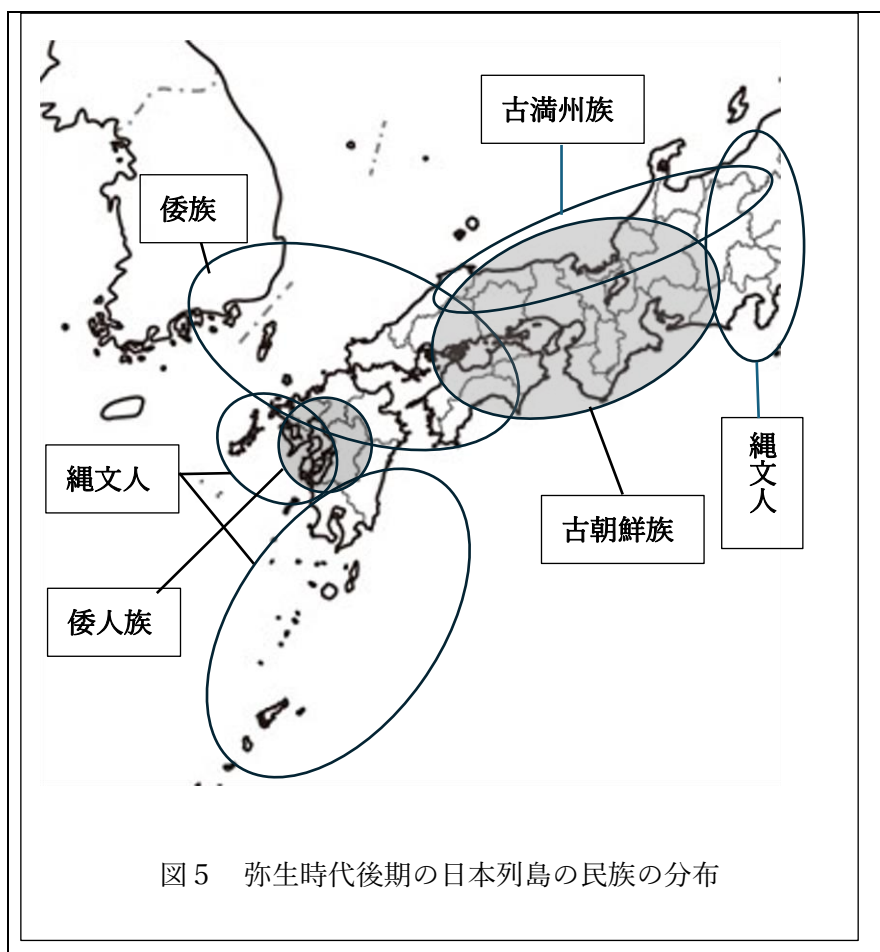 古満州族
倭族
縄文人
縄文人
古朝鮮族
倭人族
図5 弥生時代後期の日本列島の民族の分布